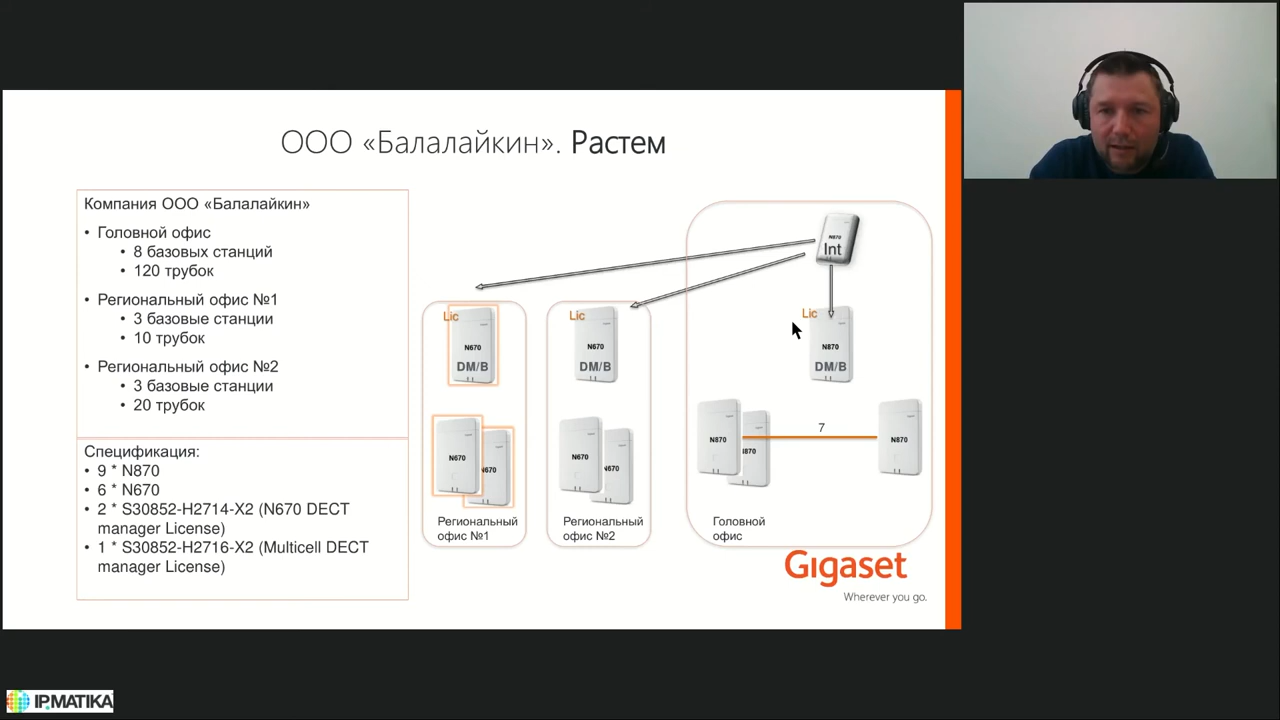 ООО «Балалайкин». Растем
Компания ООО «Балалайкин»
• Головной офис
• 8 базовых станций
• 120 трубок
• Региональный офис №1
• 3 базовые станции
• 10 трубок
• Региональный офис №2
• 3 базовые станции
• 20 трубок
Спецификация:
• 9 * N870
• 6 * N670
• 2 * S30852-H2714-X2 (N670 DECT
manager License)
• 1 * S30852-H2716-X2 (Multicell DECT
manager License)
N870
Int
Lic
N670
DM/B
Lic
N670
DM/B
Lic
N870
DM/B
N670
N670
N670
N670
N870
N870
7
N870
Региональный
офис №1
Региональный
офис №2
Головной
офис
Gigaset
Wherever you go.
IPMATIKA